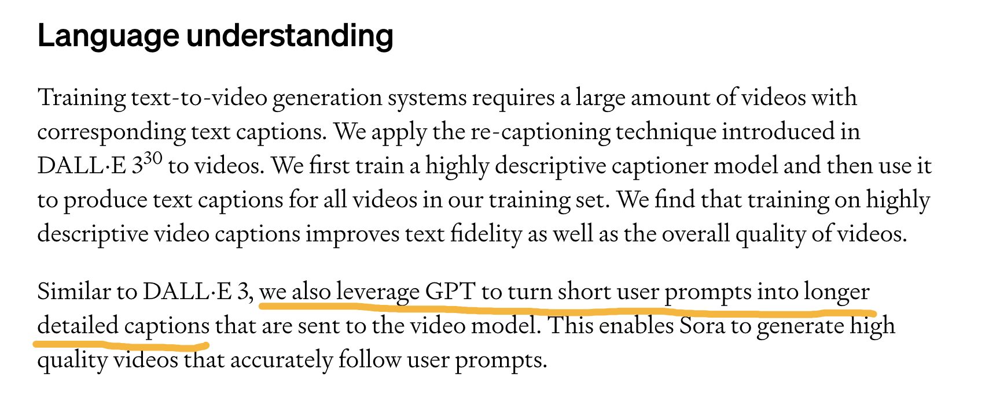 Language understanding
Training text-to-video generation systems requires a large amount of videos with
corresponding text captions. We apply the re-captioning technique introduced in
DALL·E 3³⁰ to videos. We first train a highly descriptive captioner model and then use it
to produce text captions for all videos in our training set. We find that training on highly
descriptive video captions improves text fidelity as well as the overall quality of videos.
Similar to DALL·E 3, we also leverage GPT to turn short user prompts into longer
detailed captions that are sent to the video model. This enables Sora to generate high
quality videos that accurately follow user prompts.